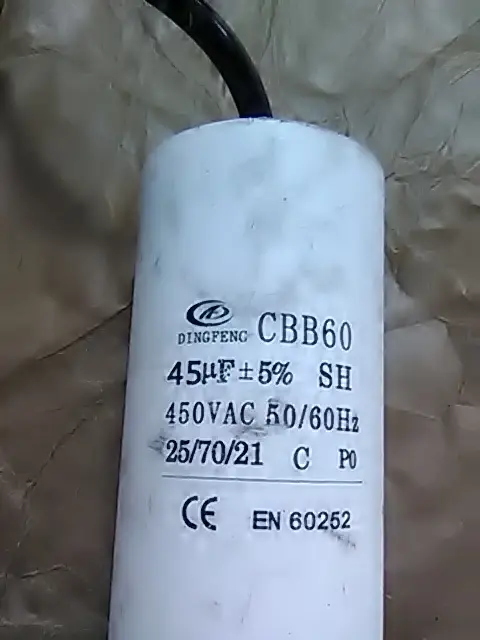 DINGFENG CBB60
45μF±5% SH
450VAC 50/60Hz
25/70/21 C P0
CE EN 60252